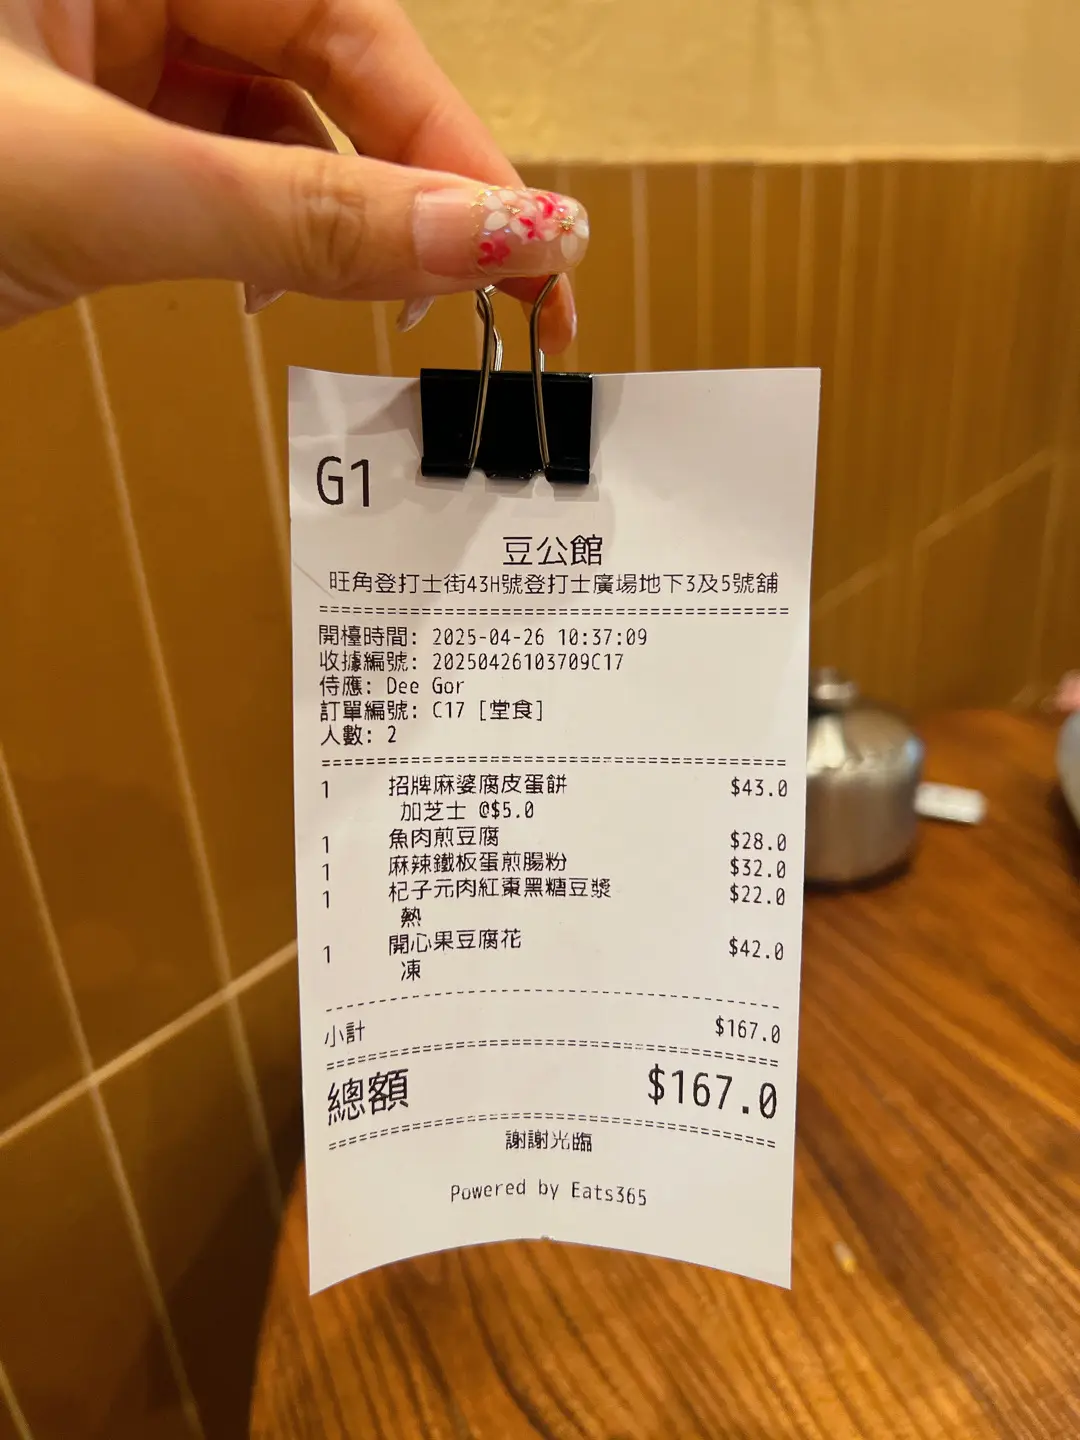 G1
豆公館
旺角登打士街43H號登打士廣場地下3及5號舖
開檯時間: 2025-04-26 10:37:09
收據編號: 20250426103709C17
侍應: Dee Gor
訂單編號: C17 [堂食]
人數: 2
1 招牌麻婆腐皮蛋餅 $43.0
加芝士 @$5.0
1 魚肉煎豆腐 $28.0
1 麻辣鐵板蛋煎腸粉 $32.0
1 杞子元肉紅棗黑糖豆漿 $22.0
熱
1 開心果豆腐花 $42.0
凍
小計 $167.0
總額 $167.0
謝謝光臨
Powered by Eats365